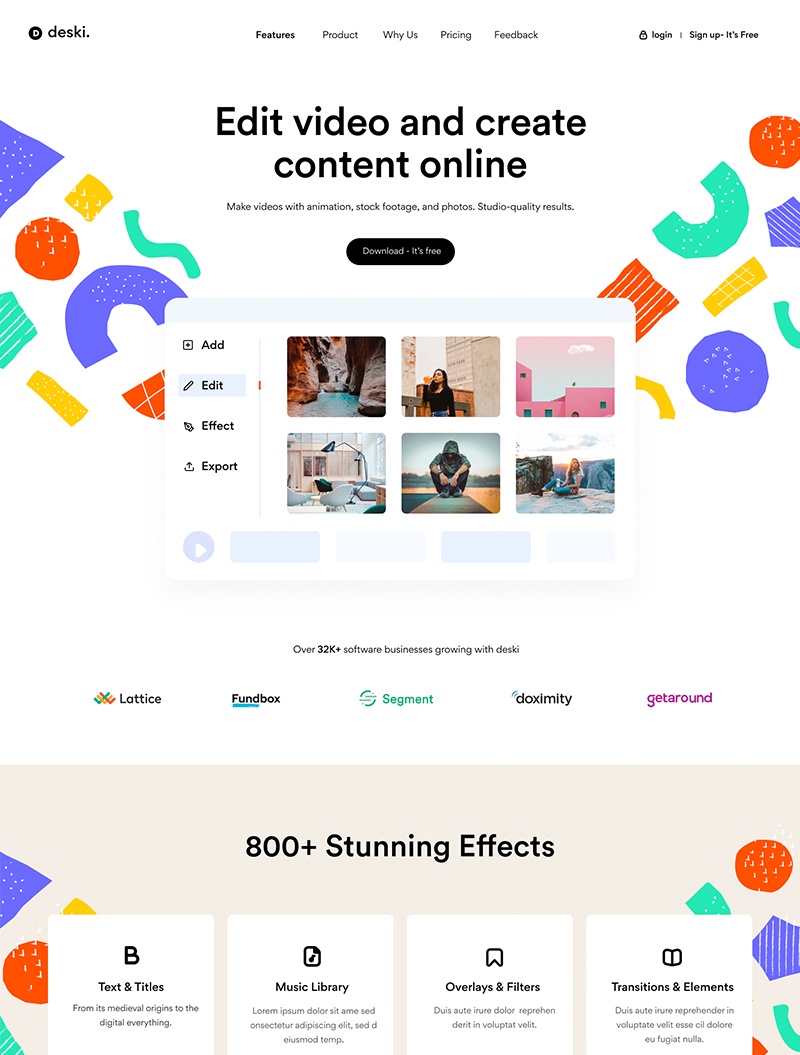 D deski.
Features Product Why Us Pricing Feedback
login | Sign up- It's Free
Edit video and create
content online
Make videos with animation, stock footage, and photos. Studio-quality results.
Download - It's free
Add
Edit
Effect
Export
Over 32K+ software businesses growing with deski
Lattice
Fundbox
Segment
doximity
getaround
800+ Stunning Effects
Text & Titles
From its medieval origins to the
digital everything.
Music Library
Lorem ipsum dolor sit ame sed
onsectetur adipiscing elit, sed d
eiusmod temp.
Overlays & Filters
Duis aute irure dolor reprehen
derit in voluptat velit.
Transitions & Elements
Duis aute irure reprehender in
voluptate velit esse cil dolore
eu fugiat nulla.